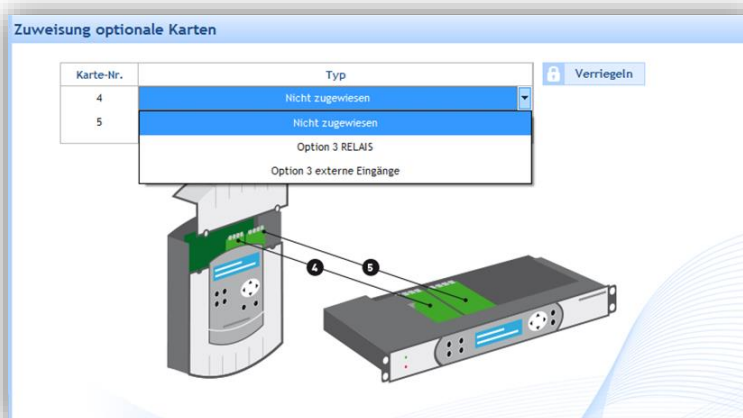 Zuweisung optionale Karten
Karte-Nr. Typ Verriegeln
4 Nicht zugewiesen
5 Nicht zugewiesen
Option 3 RELAIS
Option 3 externe Eingänge
4 5